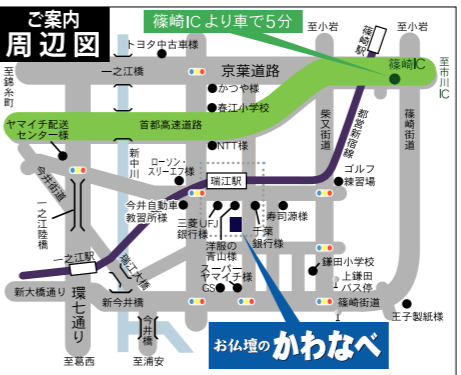 ご案内
周辺図
篠崎ICより車で5分
至小岩
至小岩
篠崎駅
トヨタ中古車様
一之江橋
京葉道路
篠崎IC
至市川IC
至錦糸町
かつや様
春江小学校
首都高速道路
ヤマイチ配送
センター様
NTT様
新中川
柴又街道
都営新宿線
篠崎街道
ローソン・
スリーエフ様
瑞江駅
ゴルフ
練習場
今井街道
一之江陸橋
今井自動車
教習所様
三菱UFJ
銀行様
洋服の
青山様
千葉
銀行様
寿司源様
一之江駅
瑞江大橋
スーパー
ヤマイチ様
GS
鎌田小学校
上鎌田
バス停
新大橋通り
環七通り
新今井橋
篠崎街道
今井橋
王子製紙様
至葛西
至浦安
お仏壇の かわなべ